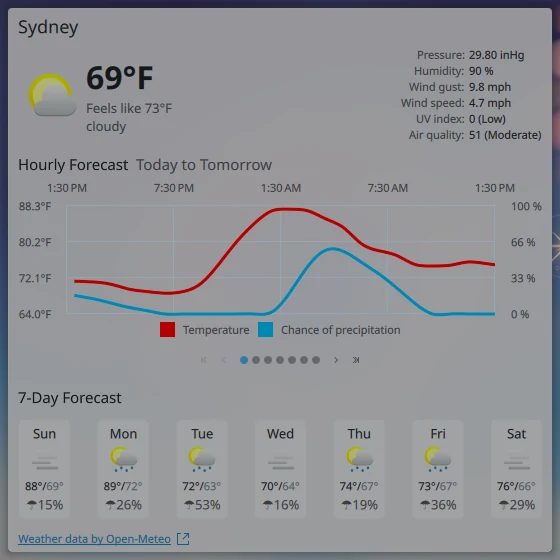 Sydney
69°F
Feels like 73°F
cloudy
Pressure: 29.80 inHg
Humidity: 90 %
Wind gust: 9.8 mph
Wind speed: 4.7 mph
UV index: 0 (Low)
Air quality: 51 (Moderate)
Hourly Forecast Today to Tomorrow
1:30 PM 7:30 PM 1:30 AM 7:30 AM 1:30 PM
88.3°F 100 %
80.2°F 66 %
72.1°F 33 %
64.0°F 0 %
Temperature Chance of precipitation
7-Day Forecast
Sun Mon Tue Wed Thu Fri Sat
88°/69° 89°/72° 72°/63° 70°/64° 74°/67° 73°/67° 76°/66°
☂15% ☂26% ☂53% ☂16% ☂19% ☂36% ☂29%
Weather data by Open-Meteo